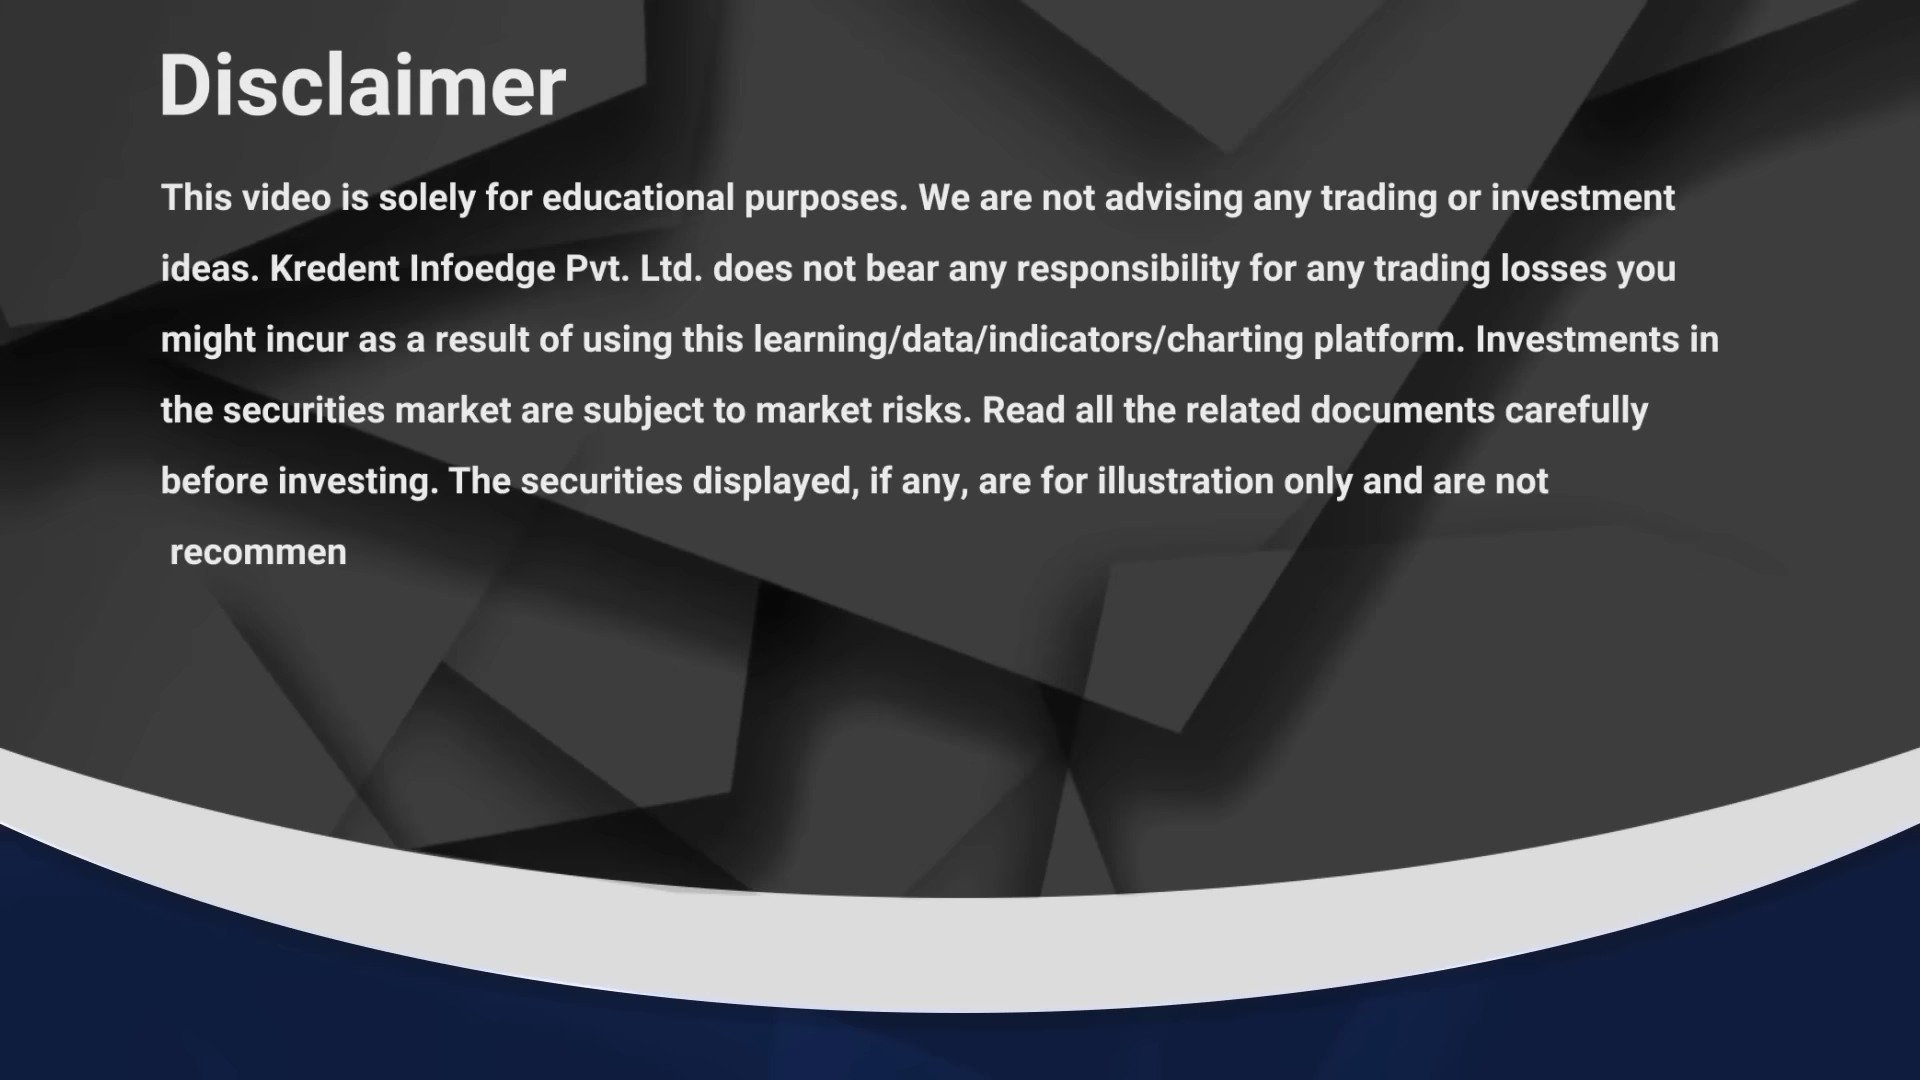 Disclaimer
This video is solely for educational purposes. We are not advising any trading or investment
ideas. Kredent Infoedge Pvt. Ltd. does not bear any responsibility for any trading losses you
might incur as a result of using this learning/data/indicators/charting platform. Investments in
the securities market are subject to market risks. Read all the related documents carefully
before investing. The securities displayed, if any, are for illustration only and are not
recommen